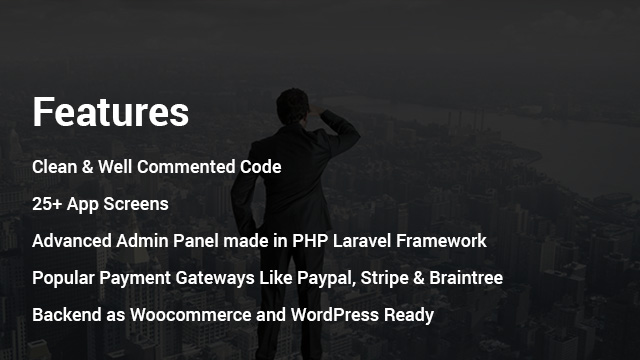 Features
Clean & Well Commented Code
25+ App Screens
Advanced Admin Panel made in PHP Laravel Framework
Popular Payment Gateways Like Paypal, Stripe & Braintree
Backend as Woocommerce and WordPress Ready